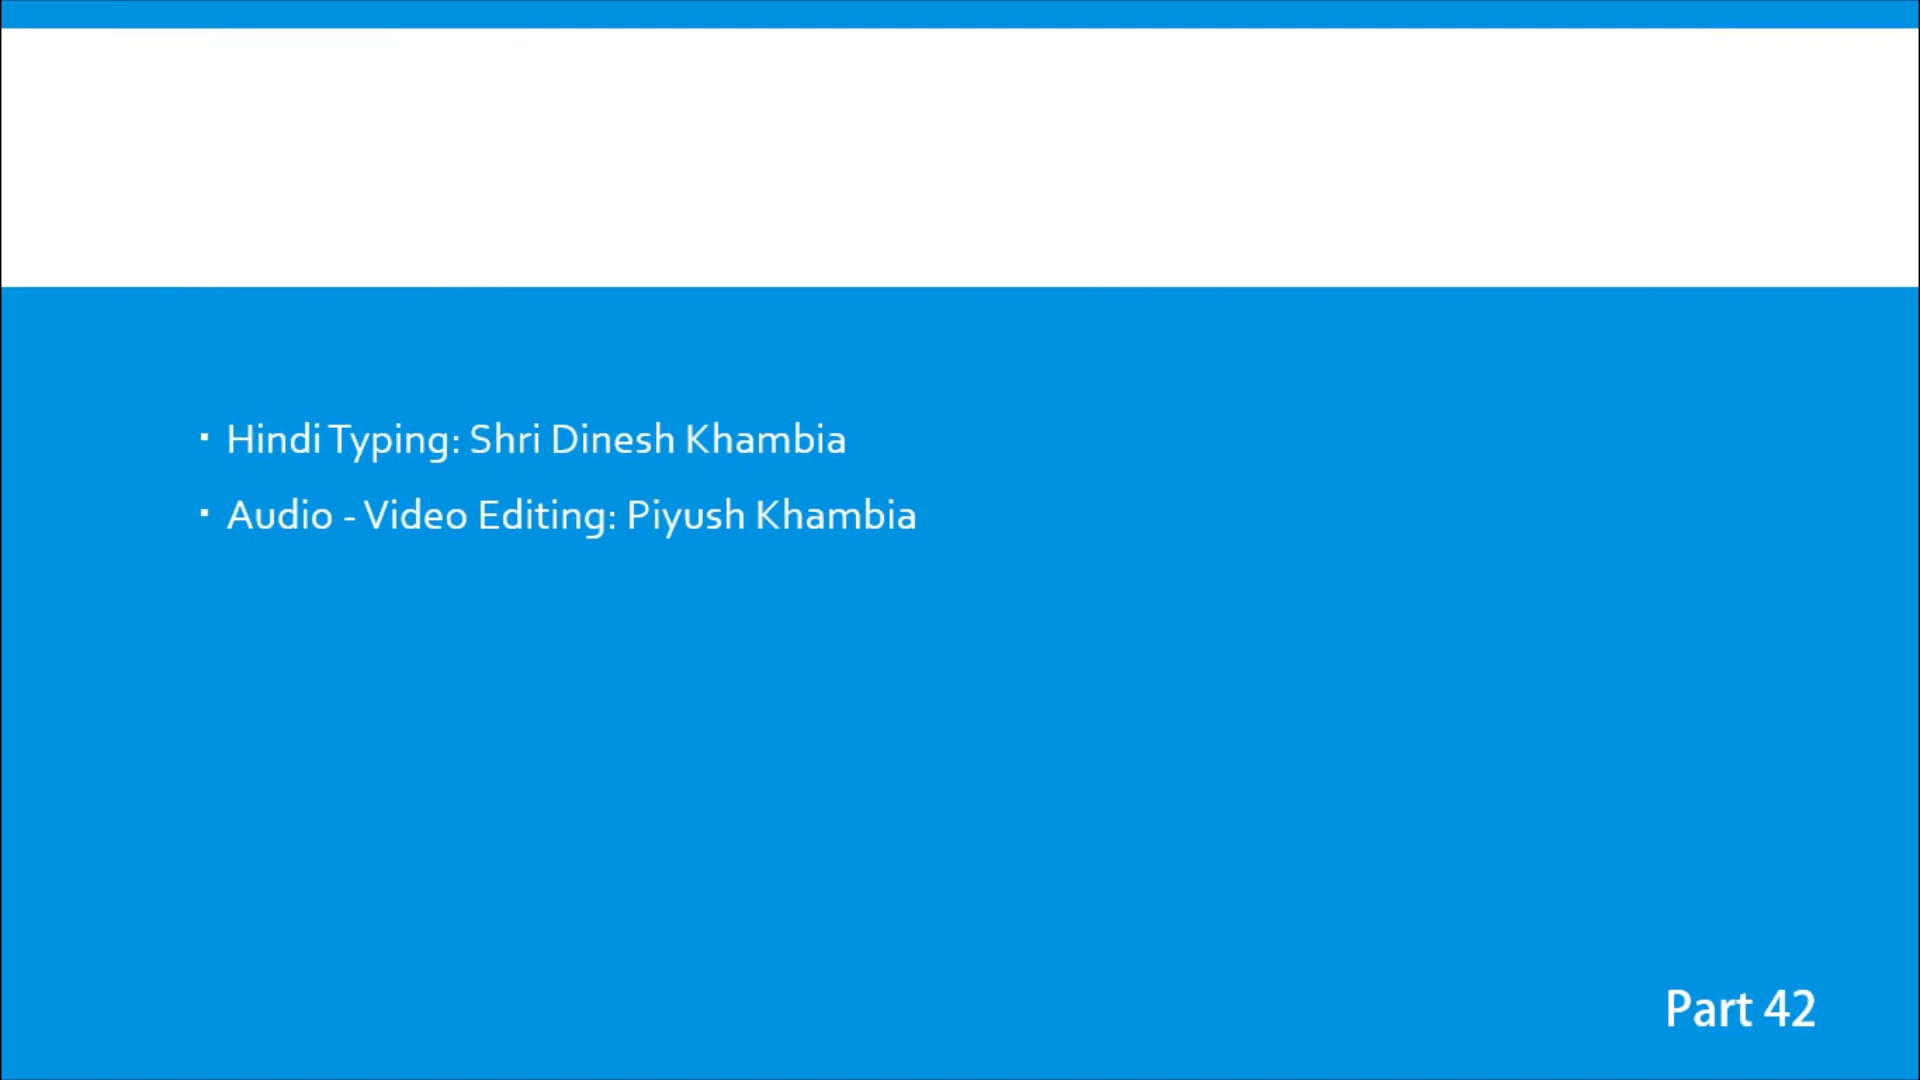 ▪ Hindi Typing: Shri Dinesh Khambia
▪ Audio - Video Editing: Piyush Khambia
Part 42